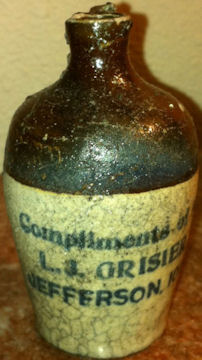 Compliments of
L. J. GRISIER
JEFFERSON,